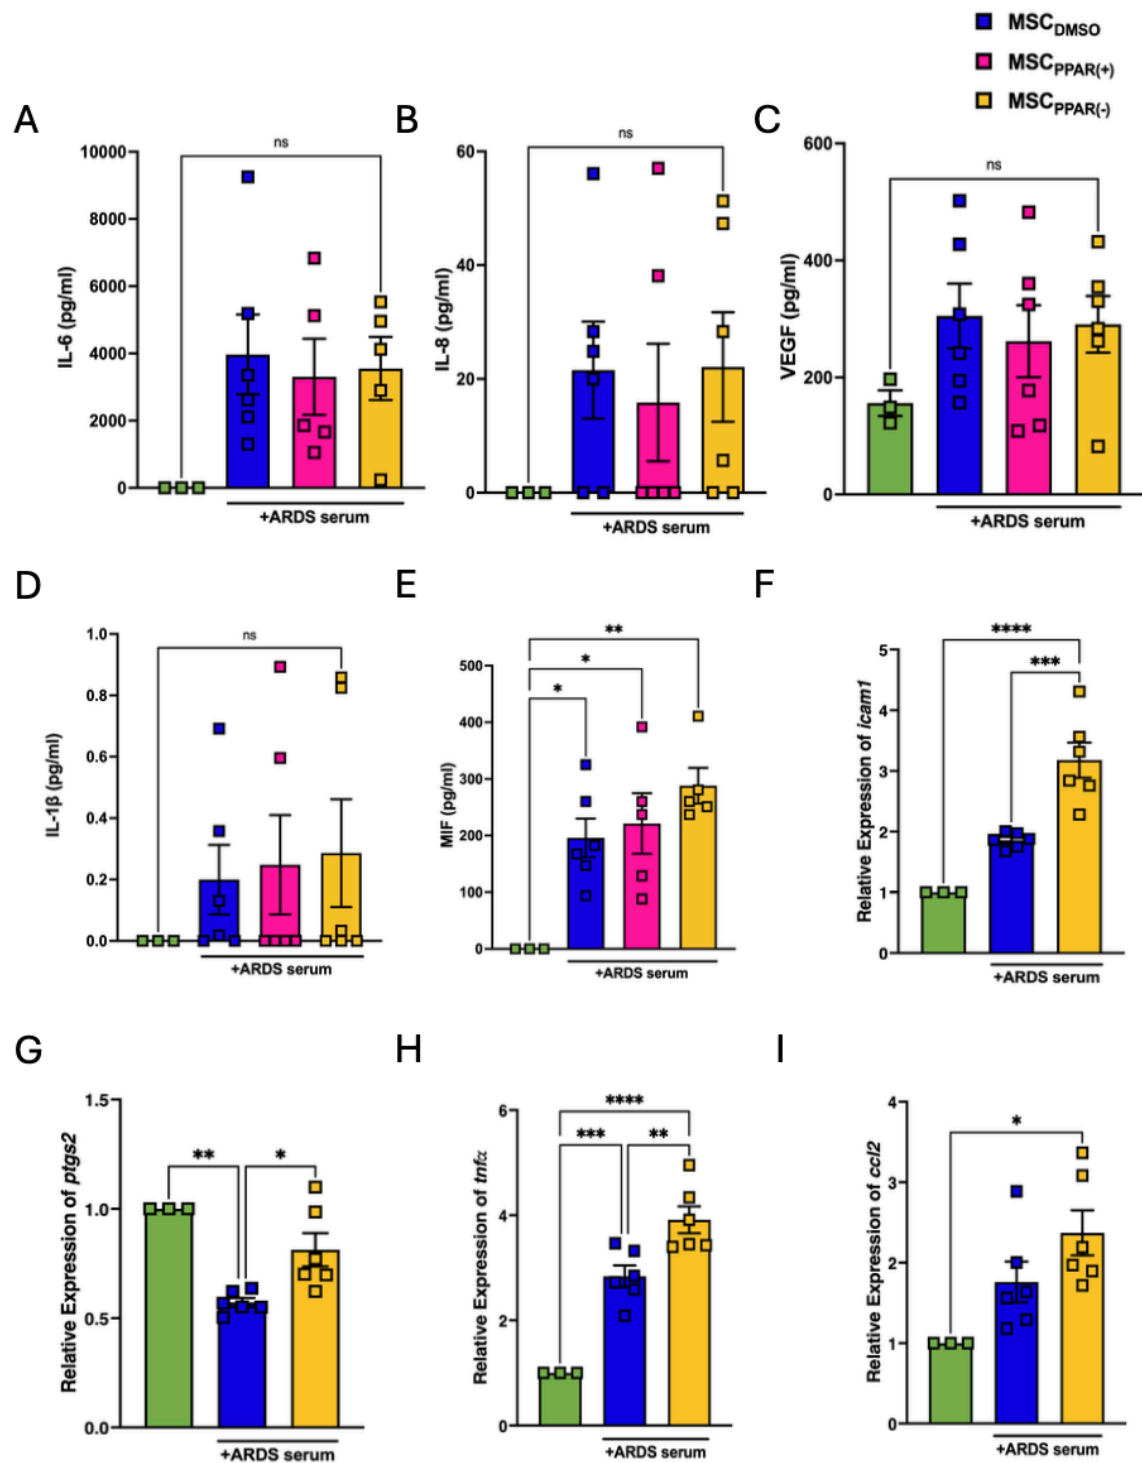 MSCDMSO
MSCPPAR(+)
MSCPPAR(-)
A
B
C
ns
10000
8000
6000
4000
2000
0
IL-6 (pg/ml)
+ARDS serum
ns
60
40
20
0
IL-8 (pg/ml)
+ARDS serum
ns
600
400
200
0
VEGF (pg/ml)
+ARDS serum
D
E
F
ns
1.0
0.8
0.6
0.4
0.2
0.0
IL-1β (pg/ml)
+ARDS serum
**
*
*
500
400
300
200
100
0
MIF (pg/ml)
+ARDS serum
****
***
5
4
3
2
1
0
Relative Expression of icam1
+ARDS serum
G
H
I
**
*
1.5
1.0
0.5
0.0
Relative Expression of ptgs2
+ARDS serum
****
***
**
6
4
2
0
Relative Expression of tnfα
+ARDS serum
*
4
3
2
1
0
Relative Expression of ccl2
+ARDS serum